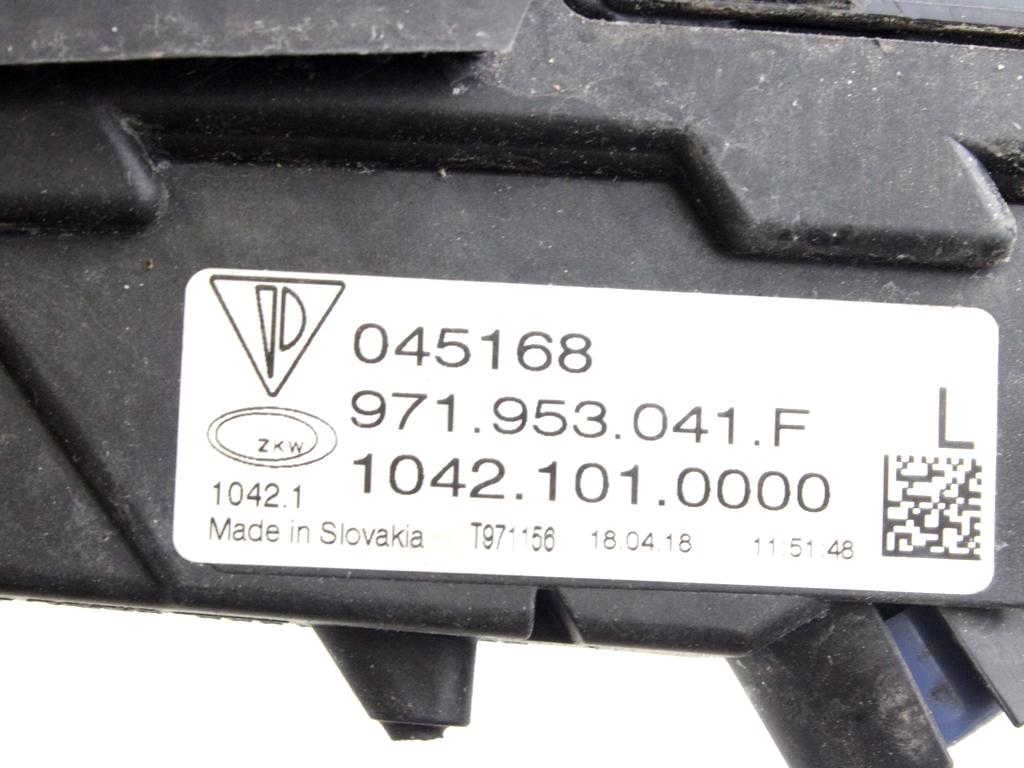 045168
971.953.041.F
L
ZKW
1042.101.0000
1042.1
Made in Slovakia T971156 18.04.18 11:51:48